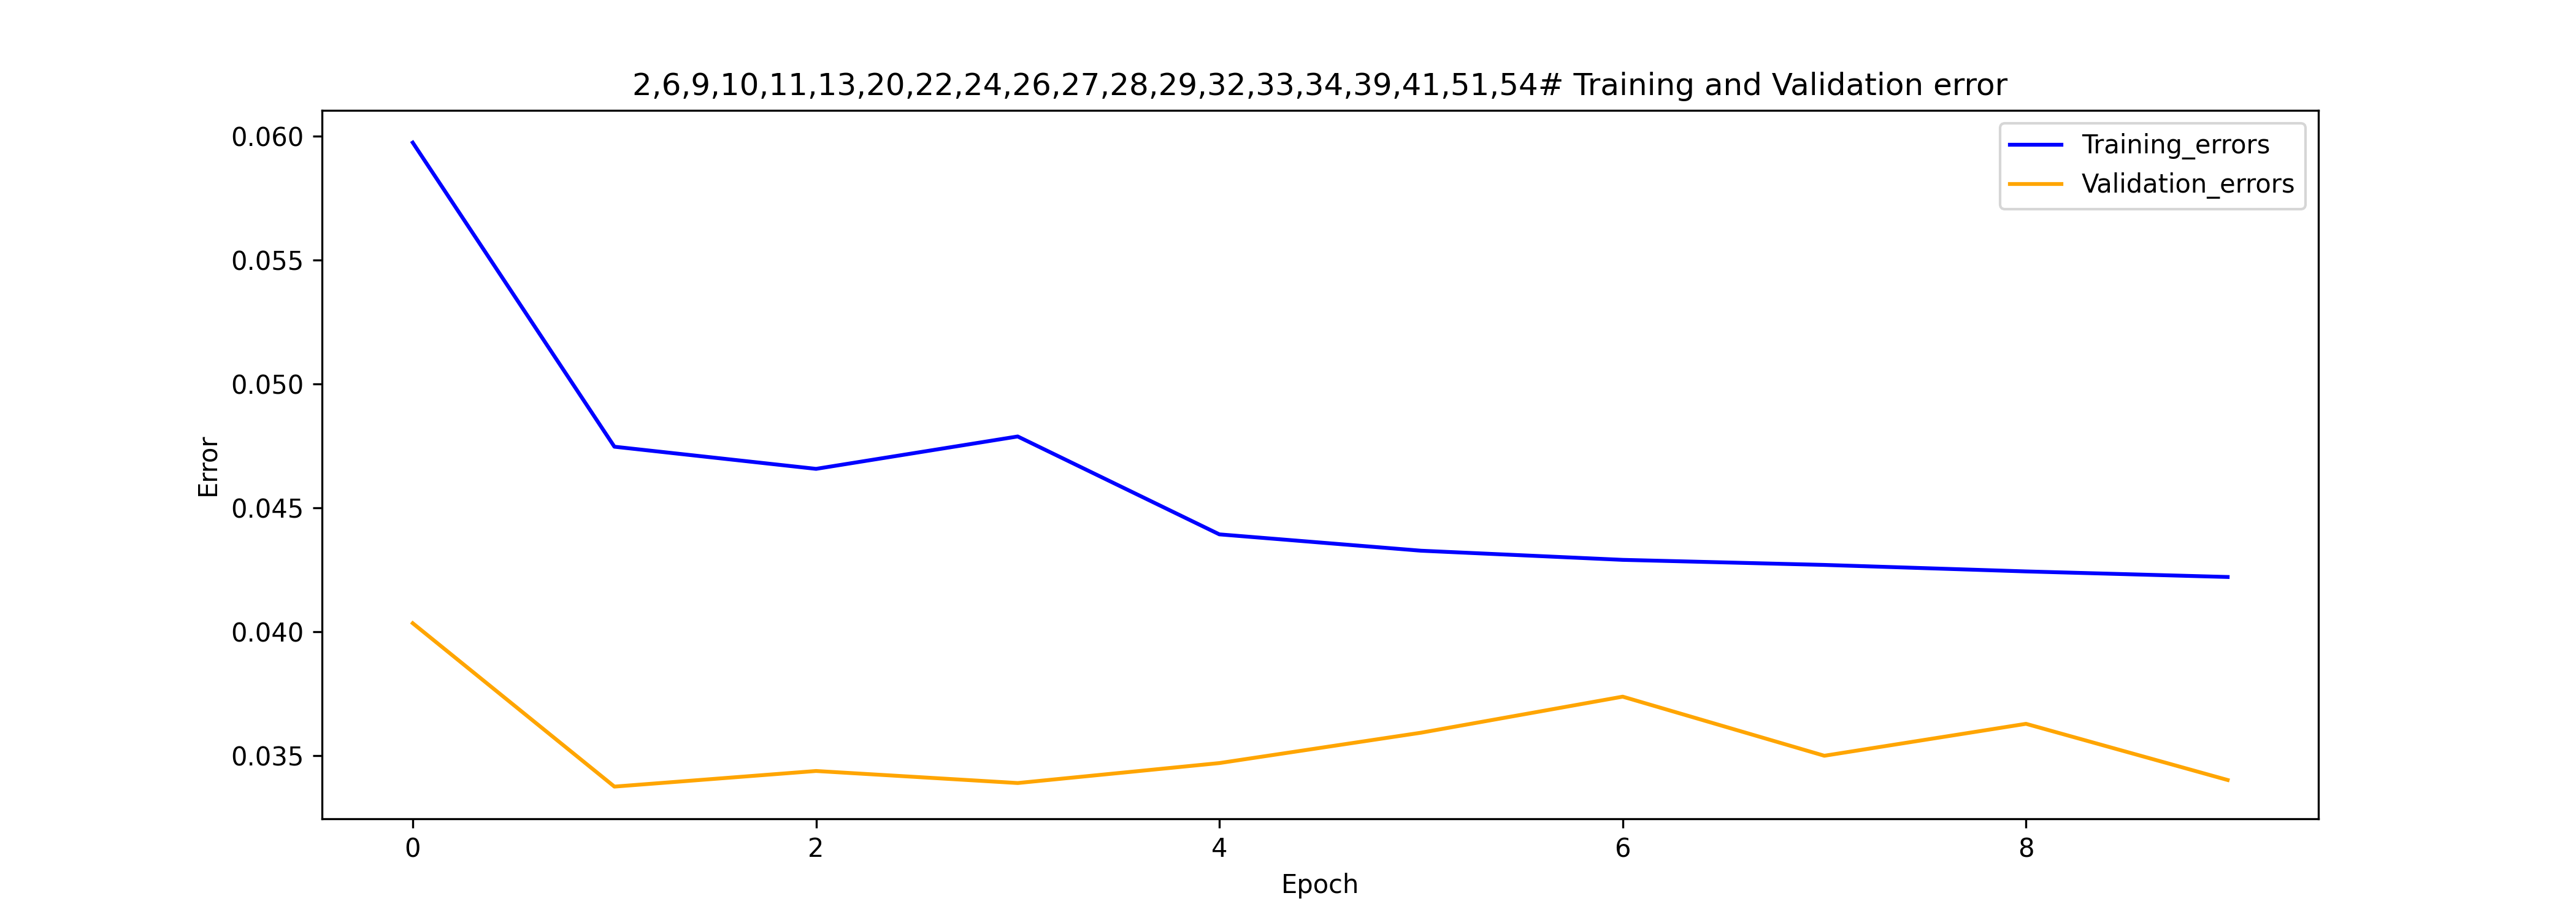 2,6,9,10,11,13,20,22,24,26,27,28,29,32,33,34,39,41,51,54# Training and Validation error
Training_errors
Validation_errors
0.060
0.055
0.050
0.045
0.040
0.035
Error
0 2 4 6 8
Epoch